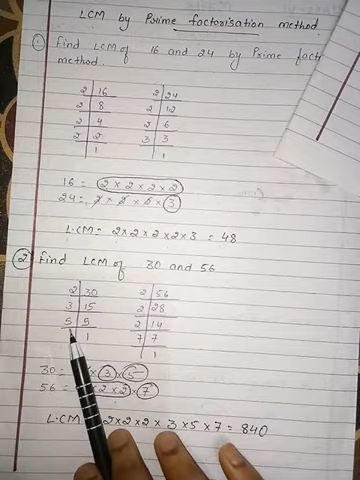 LCM by Prime factorisation method
① Find LCM of 16 and 24 by Prime fact
method.
2 | 16    2 | 24
2 | 8    2 | 12
2 | 4    2 | 6
2 | 2    3 | 3
| 1    | 1
16 = 2 × 2 × 2 × 2
24 = 2 × 2 × 2 × 3
L.CM = 2×2×2×2×3 = 48
② Find LCM of 30 and 56
2 | 30    2 | 56
3 | 15    2 | 28
5 | 5    2 | 14
| 1    7 | 7
| 1
30 = × 3 × 5
56 = × 2 × 2 × 7
L.CM 2×2×2 × 3×5×7 = 840